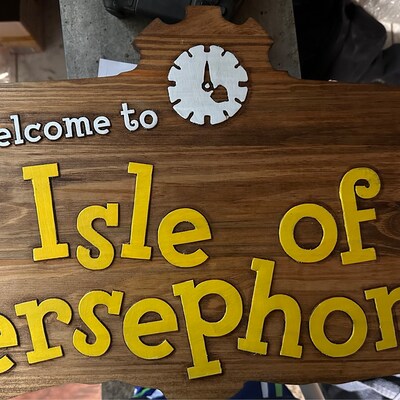 elcome to
Isle of
ersephon